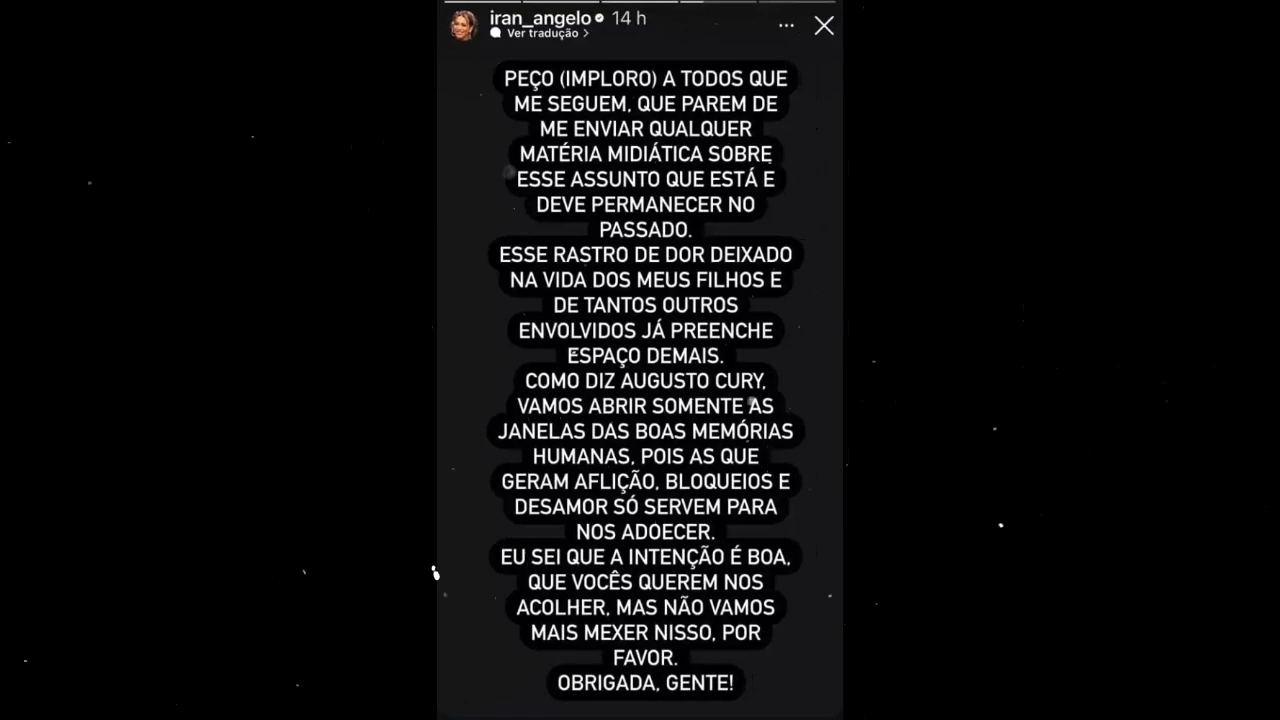 iran_angelo 14 h
Ver tradução
PEÇO (IMPLORO) A TODOS QUE
ME SEGUEM, QUE PAREM DE
ME ENVIAR QUALQUER
MATÉRIA MIDIÁTICA SOBRE
ESSE ASSUNTO QUE ESTÁ E
DEVE PERMANECER NO
PASSADO.
ESSE RASTRO DE DOR DEIXADO
NA VIDA DOS MEUS FILHOS E
DE TANTOS OUTROS
ENVOLVIDOS JÁ PREENCHE
ESPAÇO DEMAIS.
COMO DIZ AUGUSTO CURY,
VAMOS ABRIR SOMENTE AS
JANELAS DAS BOAS MEMÓRIAS
HUMANAS, POIS AS QUE
GERAM AFLIÇÃO, BLOQUEIOS E
DESAMOR SÓ SERVEM PARA
NOS ADOECER.
EU SEI QUE A INTENÇÃO É BOA,
QUE VOCÊS QUEREM NOS
ACOLHER, MAS NÃO VAMOS
MAIS MEXER NISSO, POR
FAVOR.
OBRIGADA, GENTE!